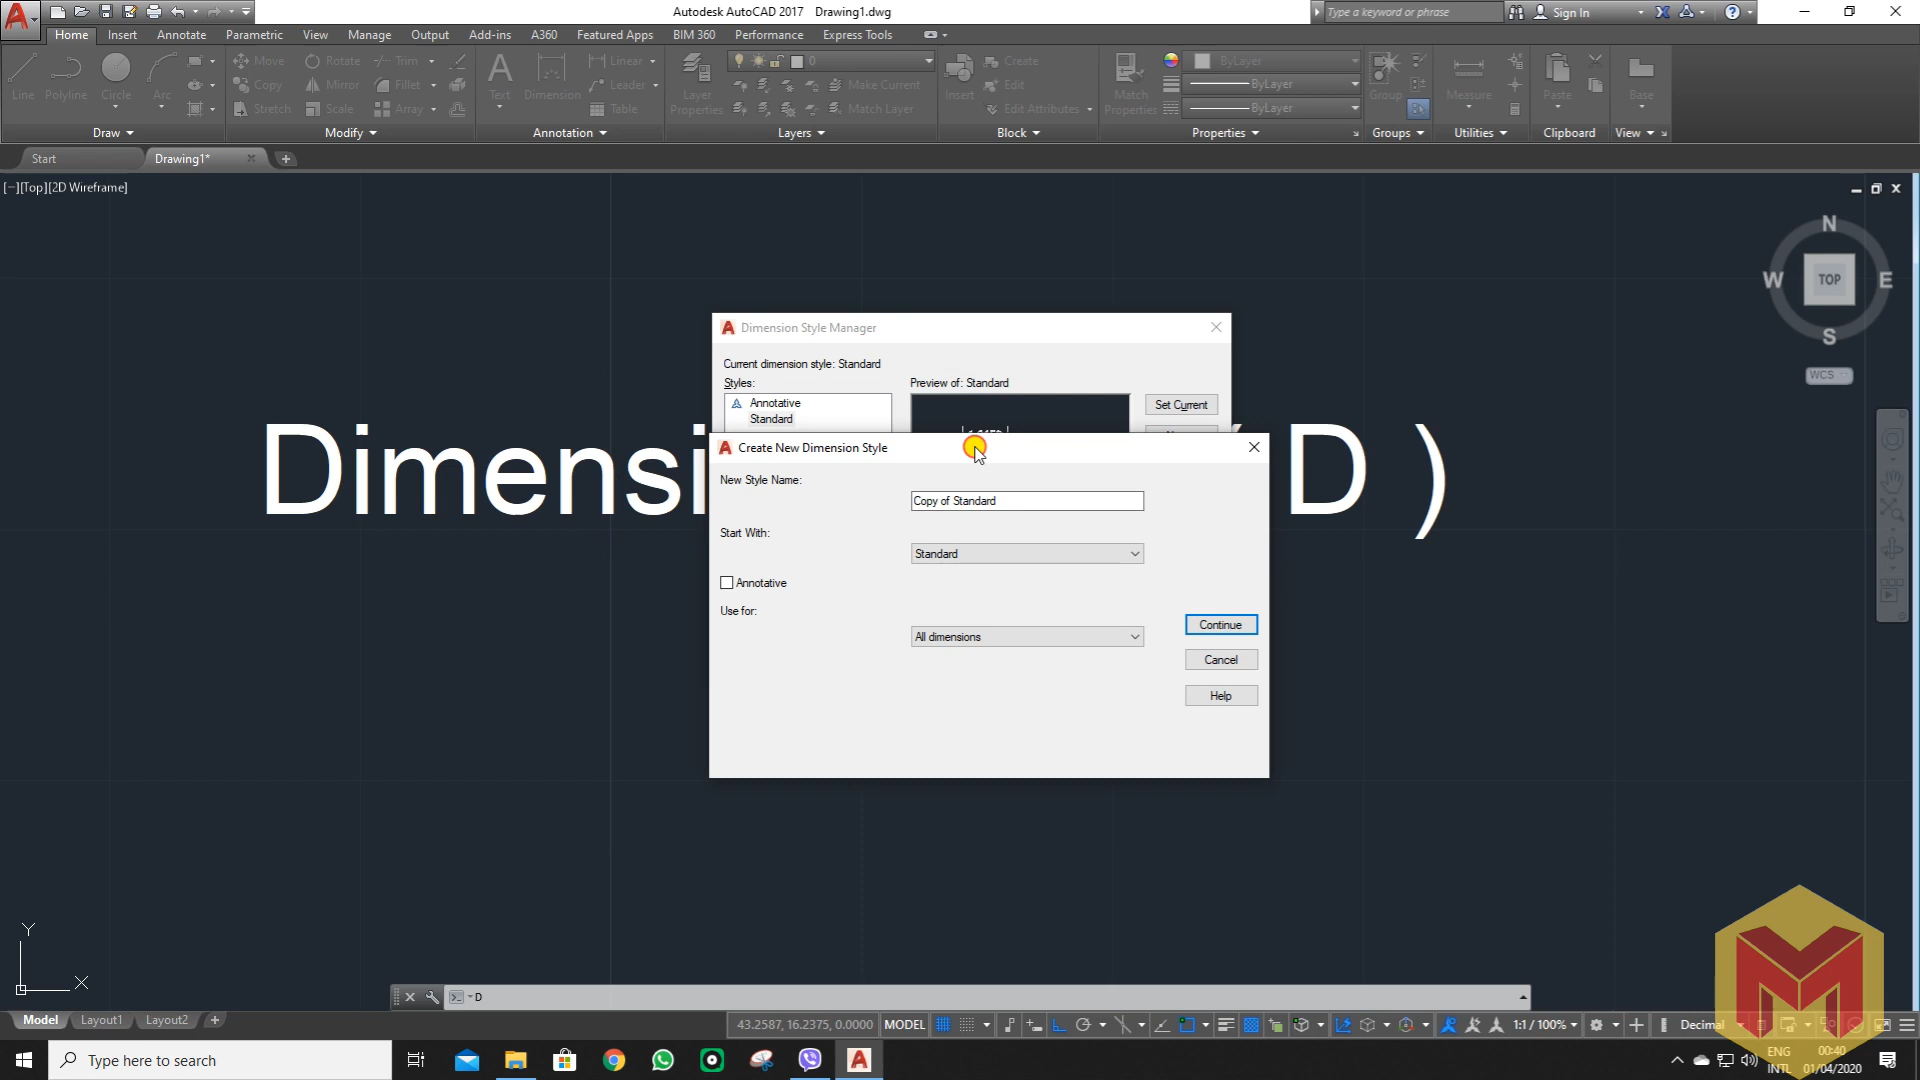 Autodesk AutoCAD 2017 Drawing1.dwg
Type a keyword or phrase
Sign In
Home Insert Annotate Parametric View Manage Output Add-ins A360 Featured Apps BIM 360 Performance Express Tools
Line Polyline Circle Arc
Move Rotate Trim
Copy Mirror Fillet
Stretch Scale Array
Text Dimension
Linear
Leader
Table
Layer Properties
0
Make Current
Match Layer
Insert
Create
Edit
Edit Attributes
Match Properties
ByLayer
ByLayer
ByLayer
Group
Measure
Paste
Base
Draw Modify Annotation Layers Block Properties Groups Utilities Clipboard View
Start Drawing1*
[−][Top][2D Wireframe]
N
W TOP E
S
WCS
Dimensi
D )
Dimension Style Manager
Current dimension style: Standard
Styles:
Preview of: Standard
Annotative
Standard
Set Current
Create New Dimension Style
New Style Name:
Copy of Standard
Start With:
Standard
Annotative
Use for:
All dimensions
Continue
Cancel
Help
Y
X
D
Model Layout1 Layout2
43.2587, 16.2375, 0.0000 MODEL
1:1 / 100%
Decimal
Type here to search
ENG
INTL
00:40
01/04/2020